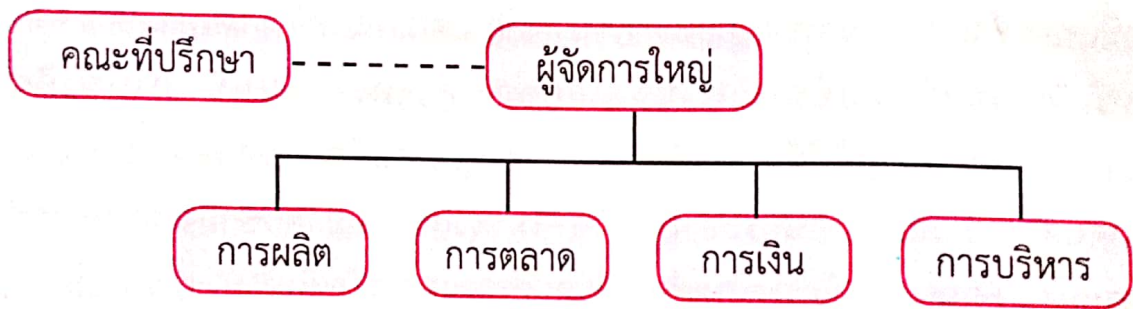 คณะที่ปรึกษา
ผู้จัดการใหญ่
การผลิต
การตลาด
การเงิน
การบริหาร